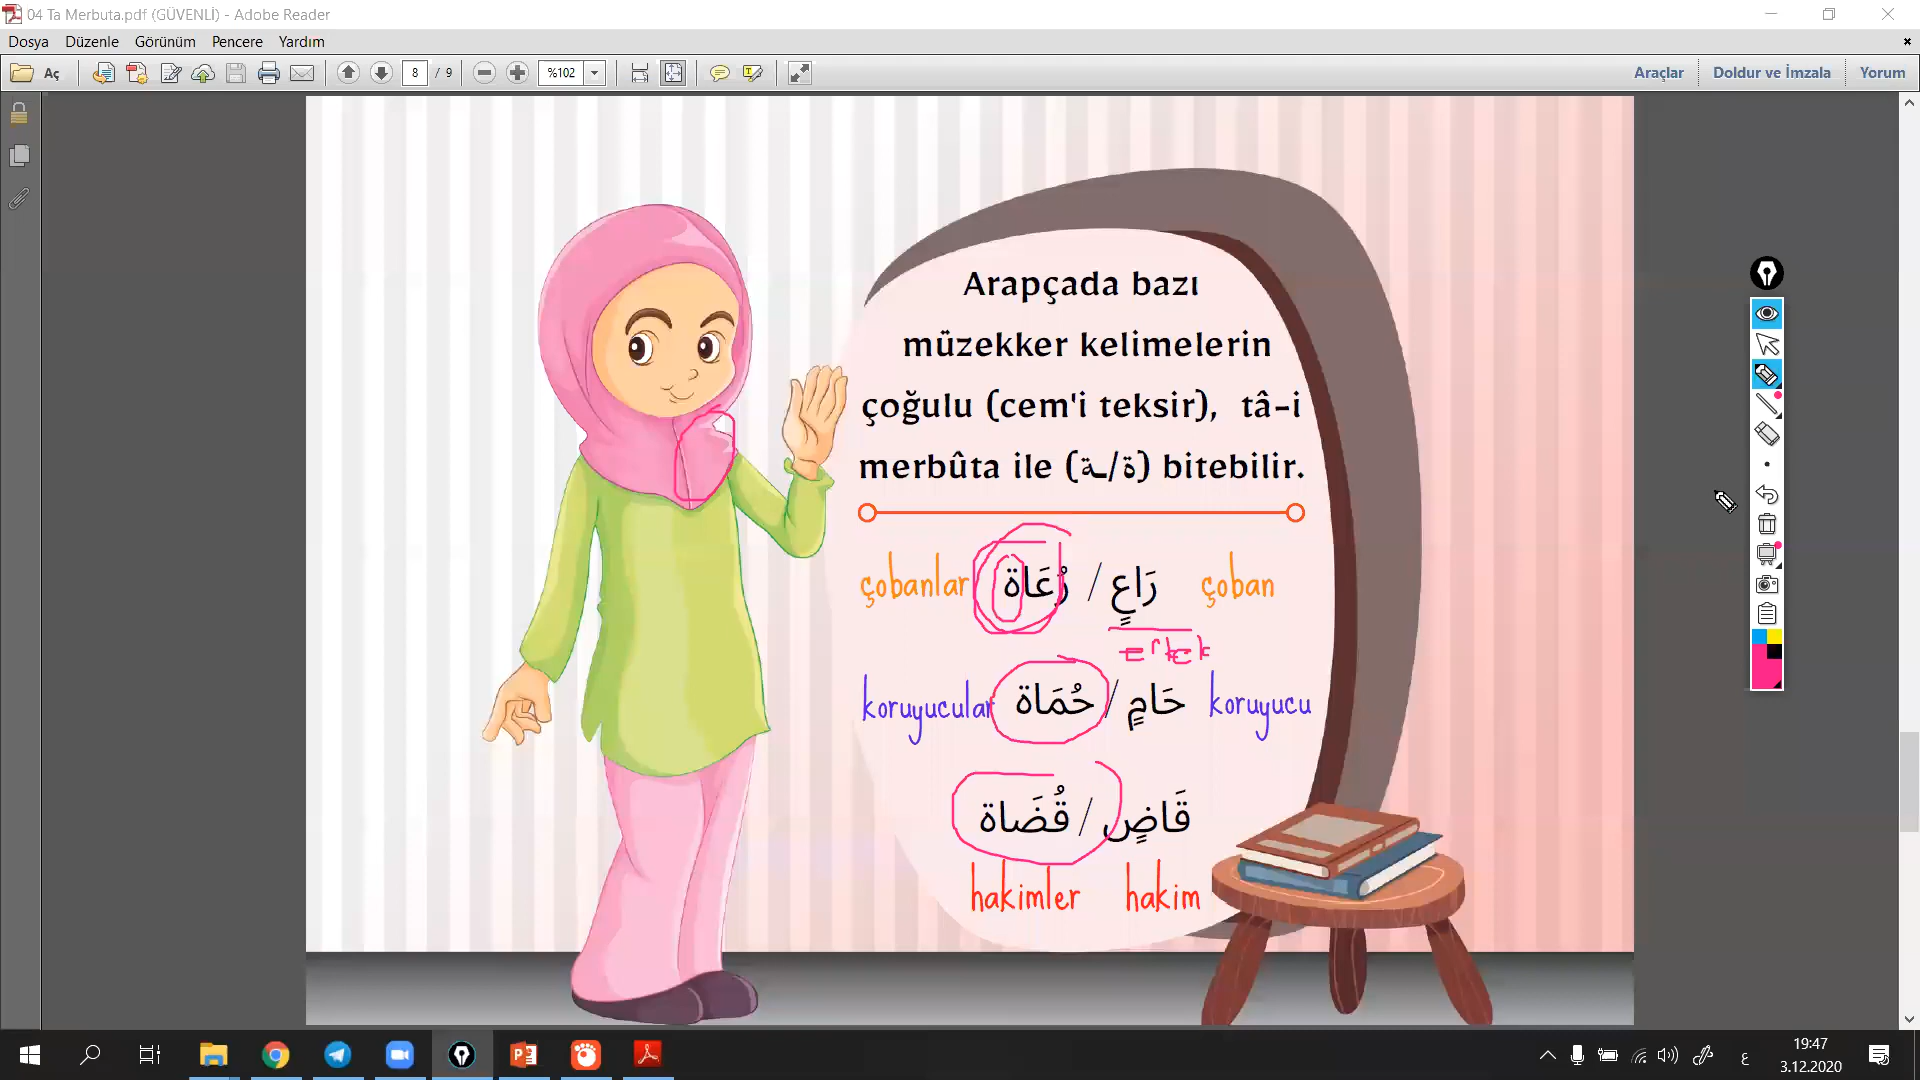 04 Ta Merbuta.pdf (GÜVENLİ) - Adobe Reader
Dosya Düzenle Görünüm Pencere Yardım
Aç 8 / 9 %102 Araçlar Doldur ve İmzala Yorum
Arapçada bazı
müzekker kelimelerin
çoğulu (cem'i teksir), tâ-i
merbûta ile (ة/ـة) bitebilir.
çoban رَاعٍ / رُعَاة çobanlar
erkek
koruyucu حَامٍ / حُمَاة koruyucular
قَاضٍ / قُضَاة
hakimler hakim
ع 19:47
3.12.2020